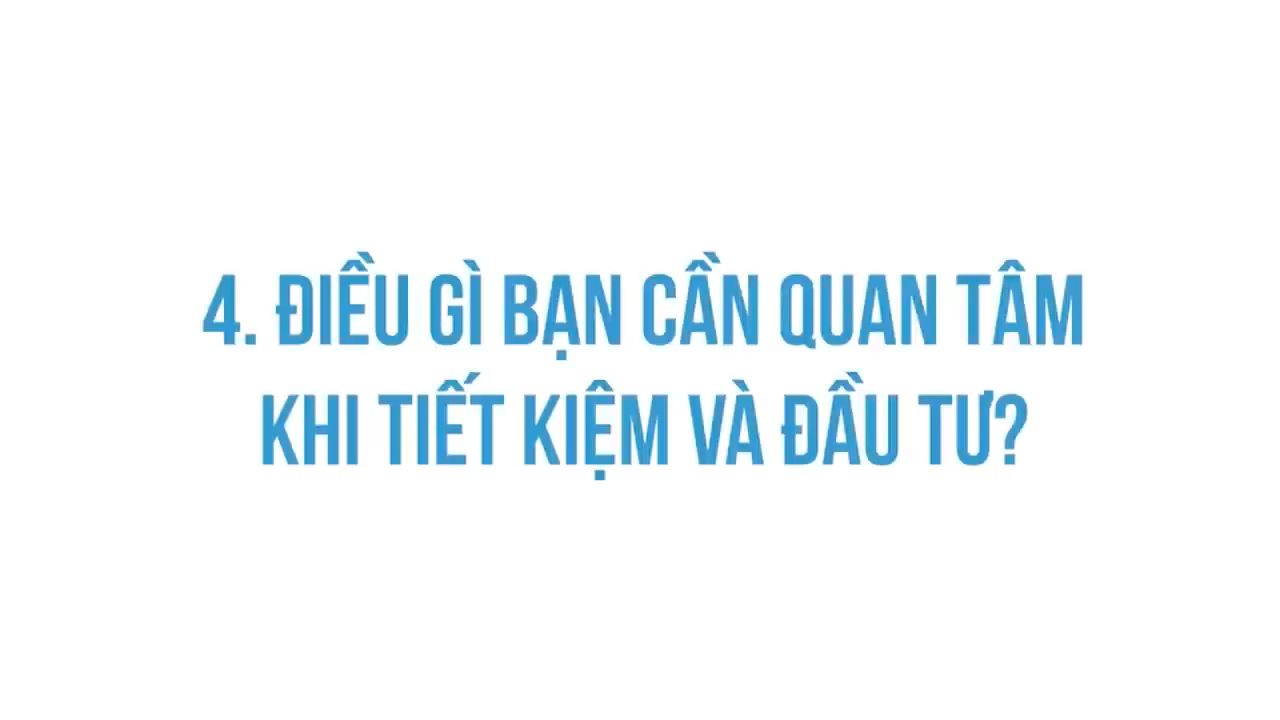 4. ĐIỀU GÌ BẠN CẦN QUAN TÂM
KHI TIẾT KIỆM VÀ ĐẦU TƯ?